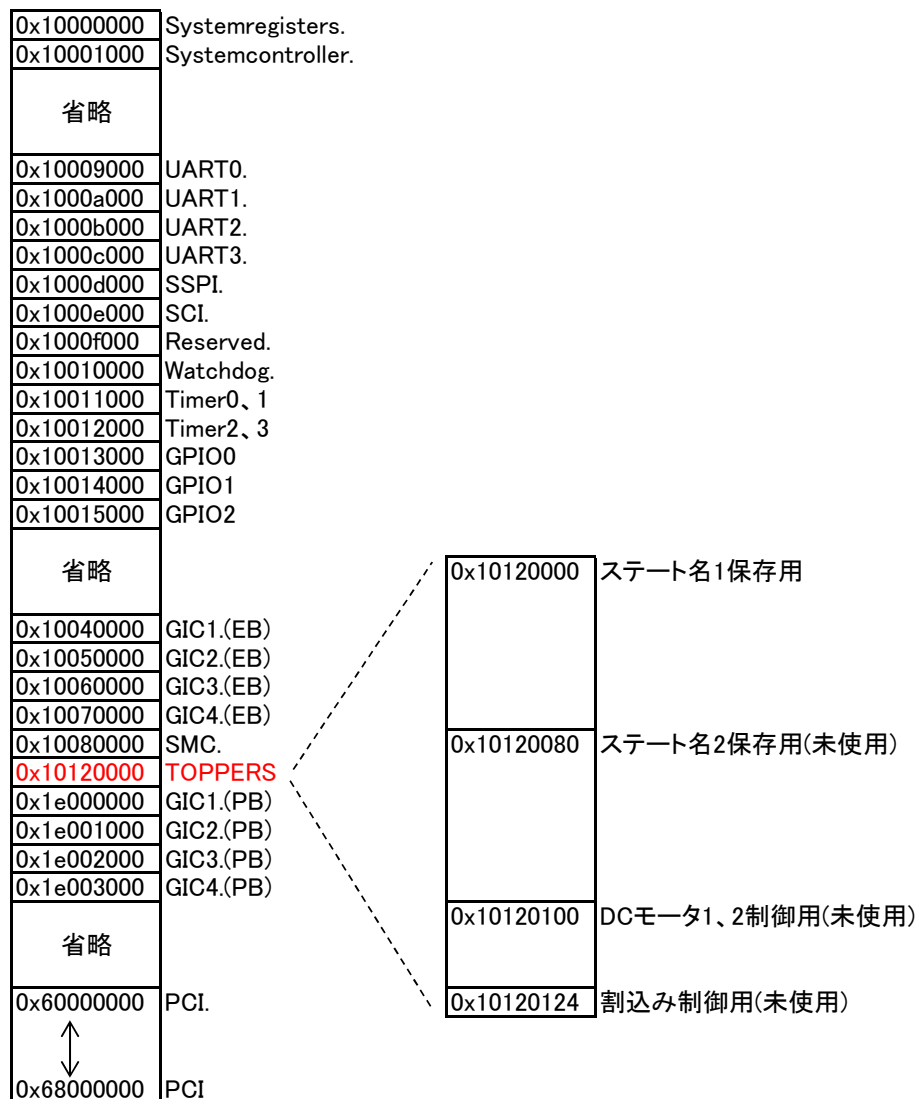 0x10000000 Systemregisters.
0x10001000 Systemcontroller.
省略
0x10009000 UART0.
0x1000a000 UART1.
0x1000b000 UART2.
0x1000c000 UART3.
0x1000d000 SSPI.
0x1000e000 SCI.
0x1000f000 Reserved.
0x10010000 Watchdog.
0x10011000 Timer0、1
0x10012000 Timer2、3
0x10013000 GPIO0
0x10014000 GPIO1
0x10015000 GPIO2
省略
0x10040000 GIC1.(EB)
0x10050000 GIC2.(EB)
0x10060000 GIC3.(EB)
0x10070000 GIC4.(EB)
0x10080000 SMC.
0x10120000 TOPPERS
0x1e000000 GIC1.(PB)
0x1e001000 GIC2.(PB)
0x1e002000 GIC3.(PB)
0x1e003000 GIC4.(PB)
省略
0x60000000 PCI.
0x68000000 PCI
0x10120000 ステート名1保存用
0x10120080 ステート名2保存用(未使用)
0x10120100 DCモータ1、2制御用(未使用)
0x10120124 割込み制御用(未使用)